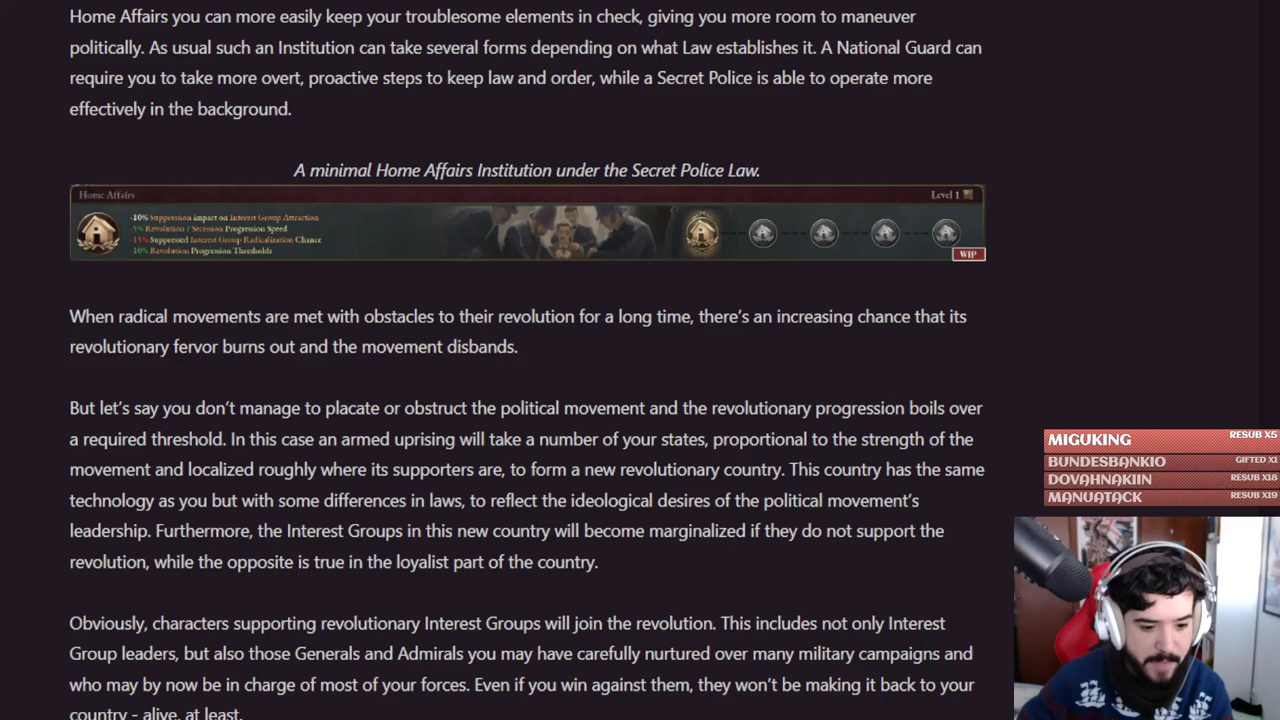 Home Affairs you can more easily keep your troublesome elements in check, giving you more room to maneuver
politically. As usual such an Institution can take several forms depending on what Law establishes it. A National Guard can
require you to take more overt, proactive steps to keep law and order, while a Secret Police is able to operate more
effectively in the background.
A minimal Home Affairs Institution under the Secret Police Law.
Home Affairs
Level 1
-10% Suppression impact on Interest Group Attraction
-5% Revolution / Secession Progression Speed
-15% Suppressed Interest Group Radicalization Chance
-10% Revolution Progression Thresholds
WIP
When radical movements are met with obstacles to their revolution for a long time, there's an increasing chance that its
revolutionary fervor burns out and the movement disbands.
But let's say you don't manage to placate or obstruct the political movement and the revolutionary progression boils over
a required threshold. In this case an armed uprising will take a number of your states, proportional to the strength of the
movement and localized roughly where its supporters are, to form a new revolutionary country. This country has the same
technology as you but with some differences in laws, to reflect the ideological desires of the political movement's
leadership. Furthermore, the Interest Groups in this new country will become marginalized if they do not support the
revolution, while the opposite is true in the loyalist part of the country.
Obviously, characters supporting revolutionary Interest Groups will join the revolution. This includes not only Interest
Group leaders, but also those Generals and Admirals you may have carefully nurtured over many military campaigns and
who may by now be in charge of most of your forces. Even if you win against them, they won't be making it back to your
country - alive, at least.
MIGUKING RESUB X5
BUNDESBANKIO GIFTED X1
DOVAHNAKIIN RESUB X18
MANUATACK RESUB X19